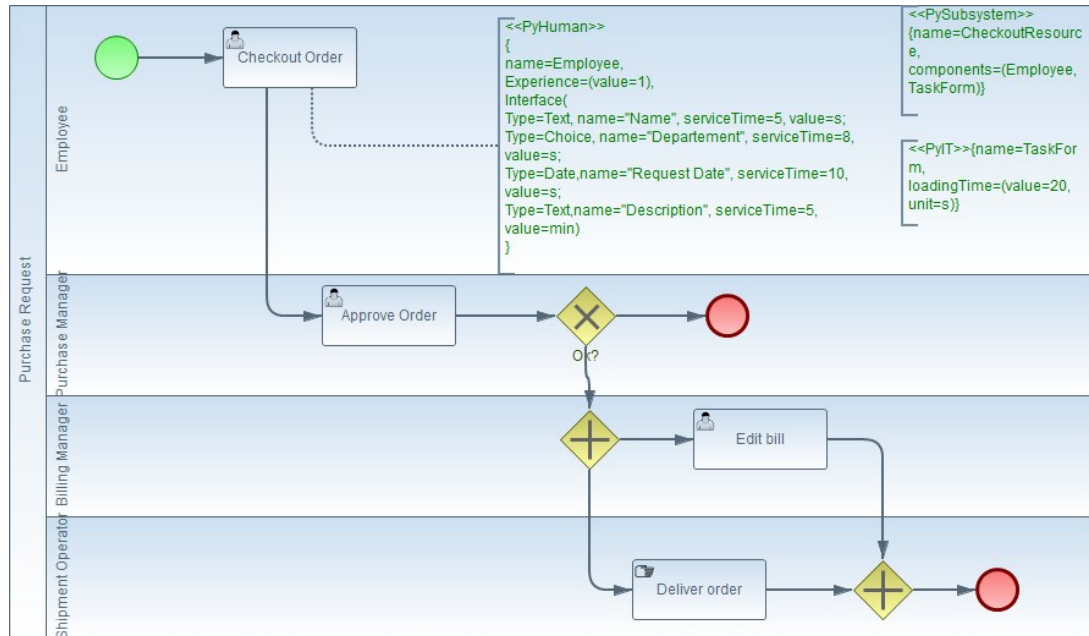 Purchase Request
Employee
Checkout Order
<<PyHuman>>
{
name=Employee,
Experience=(value=1),
Interface(
Type=Text, name="Name", serviceTime=5, value=s;
Type=Choice, name="Departement", serviceTime=8,
value=s;
Type=Date,name="Request Date", serviceTime=10,
value=s;
Type=Text,name="Description", serviceTime=5,
value=min)
}
<<PySubsystem>>
{name=CheckoutResourc
e,
components=(Employee,
TaskForm)}
<<PyIT>>{name=TaskFor
m,
loadingTime=(value=20,
unit=s)}
Purchase Manager
Approve Order
Ok?
Billing Manager
Edit bill
Shipment Operator
Deliver order